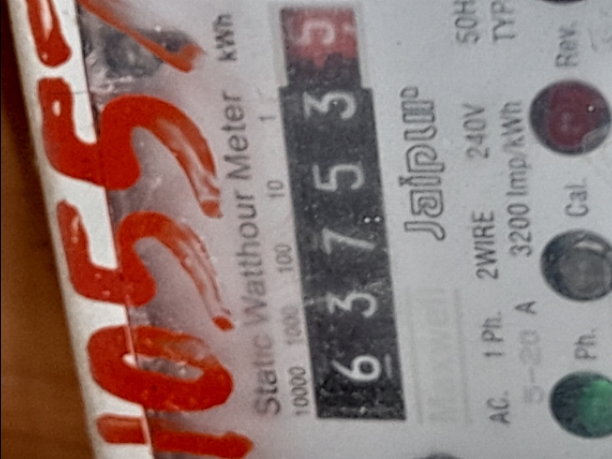 1055
Static Watthour Meter kWh
10000 1000 100 10 1
6 3 7 5 3 5
Jaipur
AC. 1 Ph. 2WIRE 240V 50H
5-20 A 3200 Imp/kWh TYP
Ph. Cal. Rev.